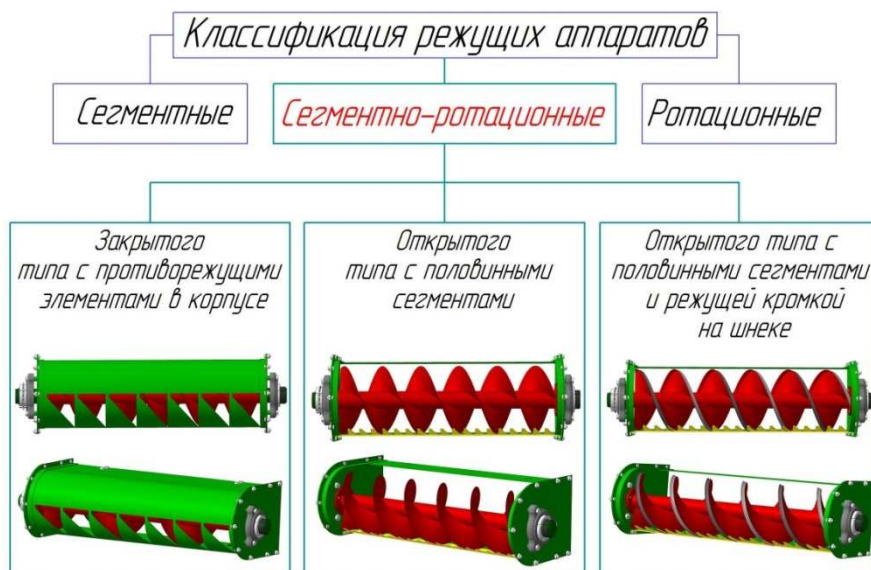 Классификация режущих аппаратов
Сегментные
Сегментно-ротационные
Ротационные
Закрытого
типа с противорежущими
элементами в корпусе
Открытого
типа с половинными
сегментами
Открытого типа с
половинными сегментами
и режущей кромкой
на шнеке